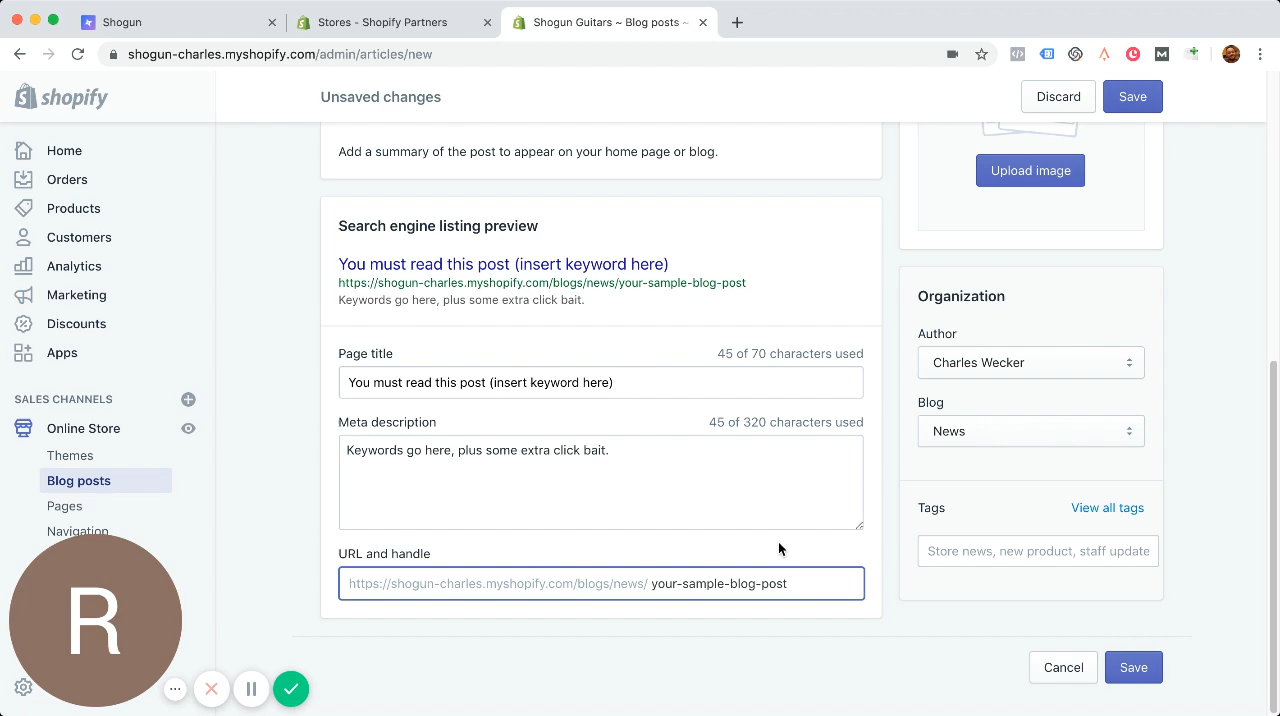 Shogun
Stores - Shopify Partners
Shogun Guitars ~ Blog posts ~
shogun-charles.myshopify.com/admin/articles/new
shopify
Unsaved changes
Discard
Save
Home
Orders
Products
Customers
Analytics
Marketing
Discounts
Apps
SALES CHANNELS
Online Store
Themes
Blog posts
Pages
Navigation
R
Add a summary of the post to appear on your home page or blog.
Search engine listing preview
You must read this post (insert keyword here)
https://shogun-charles.myshopify.com/blogs/news/your-sample-blog-post
Keywords go here, plus some extra click bait.
Page title
45 of 70 characters used
You must read this post (insert keyword here)
Meta description
45 of 320 characters used
Keywords go here, plus some extra click bait.
URL and handle
https://shogun-charles.myshopify.com/blogs/news/ your-sample-blog-post
Upload image
Organization
Author
Charles Wecker
Blog
News
Tags
View all tags
Store news, new product, staff update
Cancel
Save